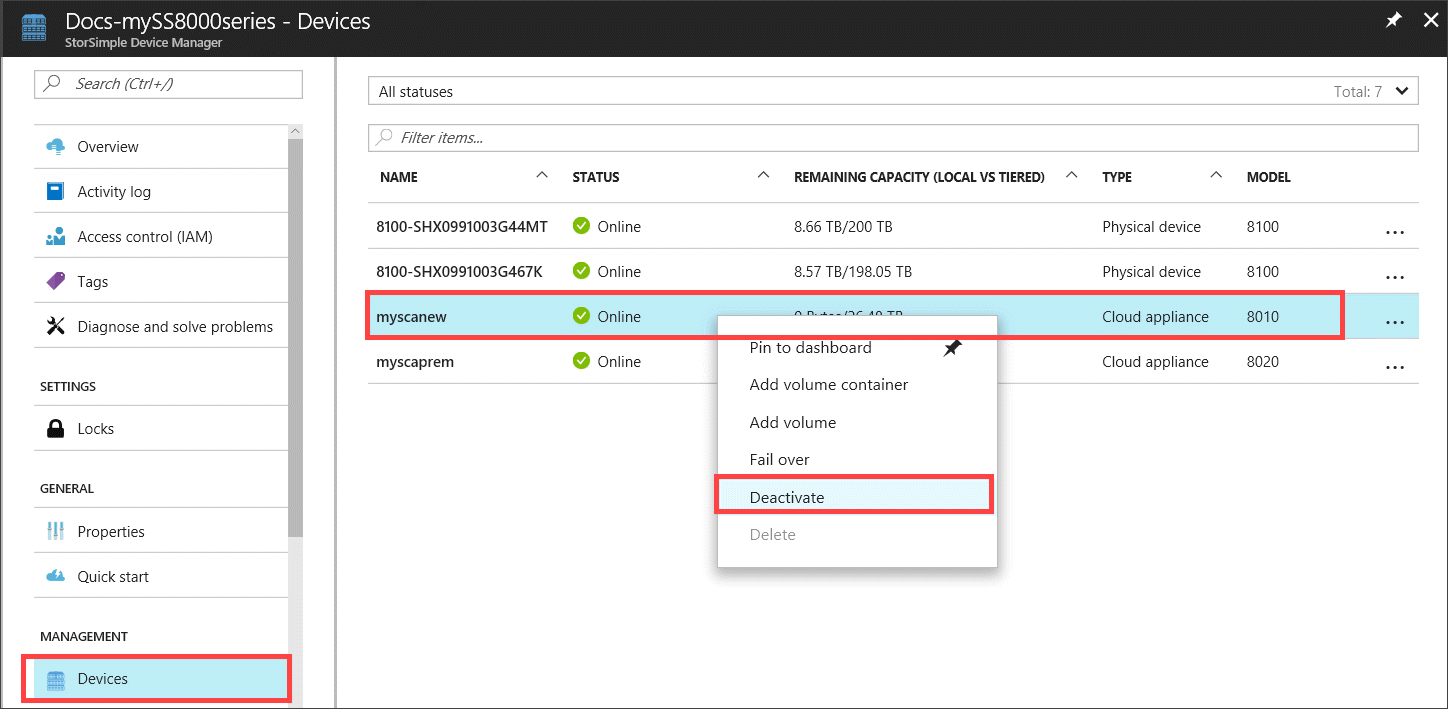 Docs-mySS8000series - Devices
StorSimple Device Manager
Search (Ctrl+/)
Overview
Activity log
Access control (IAM)
Tags
Diagnose and solve problems
SETTINGS
Locks
GENERAL
Properties
Quick start
MANAGEMENT
Devices
All statuses Total: 7
Filter items...
NAME STATUS REMAINING CAPACITY (LOCAL VS TIERED) TYPE MODEL
8100-SHX0991003G44MT Online 8.66 TB/200 TB Physical device 8100 ...
8100-SHX0991003G467K Online 8.57 TB/198.05 TB Physical device 8100 ...
myscanew Online Cloud appliance 8010 ...
myscaprem Online Cloud appliance 8020 ...
Pin to dashboard
Add volume container
Add volume
Fail over
Deactivate
Delete